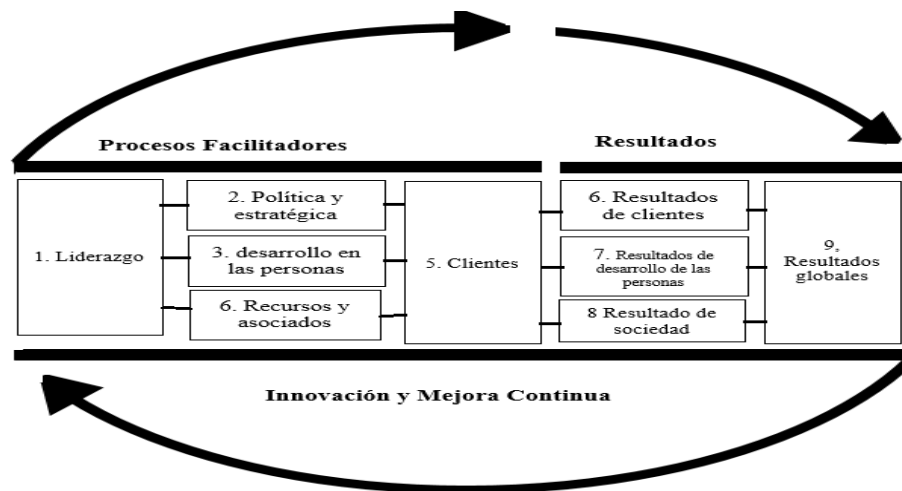 Procesos Facilitadores
Resultados
1. Liderazgo
2. Política y
estratégica
3. desarrollo en
las personas
6. Recursos y
asociados
5. Clientes
6. Resultados
de clientes
7. Resultados de
desarrollo de las
personas
8 Resultado de
sociedad
9.
Resultados
globales
Innovación y Mejora Continua